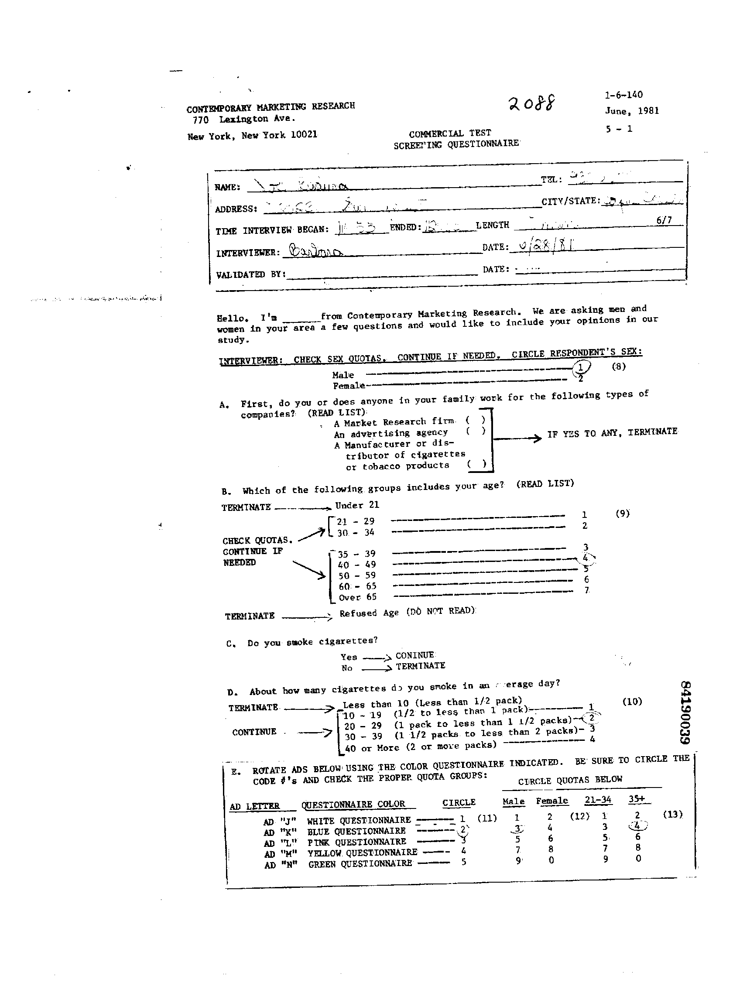 2088
1-6-140
CONTEMPORARY MARKETING RESEARCH
June, 1981
770 Lexington Ave.
5 - 1
New York, New York 10021
COMMERCIAL TEST
SCREENING QUESTIONNAIRE
NAME:
TEL:
ADDRESS:
CITY/STATE:
TIME INTERVIEW BEGAN: ENDED: LENGTH 6/7
INTERVIEWER: DATE:
VALIDATED BY: DATE:
Hello. I'm ______from Contemporary Marketing Research. We are asking men and
women in your area a few questions and would like to include your opinions in our
study.
INTERVIEWER: CHECK SEX QUOTAS. CONTINUE IF NEEDED. CIRCLE RESPONDENT'S SEX:
Male 1 (8)
Female 2
A. First, do you or does anyone in your family work for the following types of
companies? (READ LIST)
A Market Research firm ( )
An advertising agency ( ) IF YES TO ANY, TERMINATE
A Manufacturer or dis-
tributor of cigarettes
or tobacco products ( )
B. Which of the following groups includes your age? (READ LIST)
TERMINATE Under 21
21 - 29 1 (9)
30 - 34 2
CHECK QUOTAS.
CONTINUE IF
NEEDED
35 - 39 3
40 - 49 4
50 - 59 5
60 - 65 6
Over 65 7
TERMINATE Refused Age (DO NOT READ)
C. Do you smoke cigarettes?
Yes CONINUE
No TERMINATE
D. About how many cigarettes do you smoke in an average day?
TERMINATE Less than 10 (Less than 1/2 pack)
10 - 19 (1/2 to less than 1 pack) 1 (10)
CONTINUE 20 - 29 (1 pack to less than 1 1/2 packs) 2
30 - 39 (1 1/2 packs to less than 2 packs) 3
40 or More (2 or more packs) 4
84190039
E. ROTATE ADS BELOW USING THE COLOR QUESTIONNAIRE INDICATED. BE SURE TO CIRCLE THE
CODE #'s AND CHECK THE PROPER QUOTA GROUPS: CIRCLE QUOTAS BELOW
AD LETTER QUESTIONNAIRE COLOR CIRCLE Male Female 21-34 35+
AD "J" WHITE QUESTIONNAIRE 1 (11) 1 2 (12) 1 2 (13)
AD "K" BLUE QUESTIONNAIRE 2 3 4 3 4
AD "L" PINK QUESTIONNAIRE 3 5 6 5 6
AD "M" YELLOW QUESTIONNAIRE 4 7 8 7 8
AD "N" GREEN QUESTIONNAIRE 5 9 0 9 0